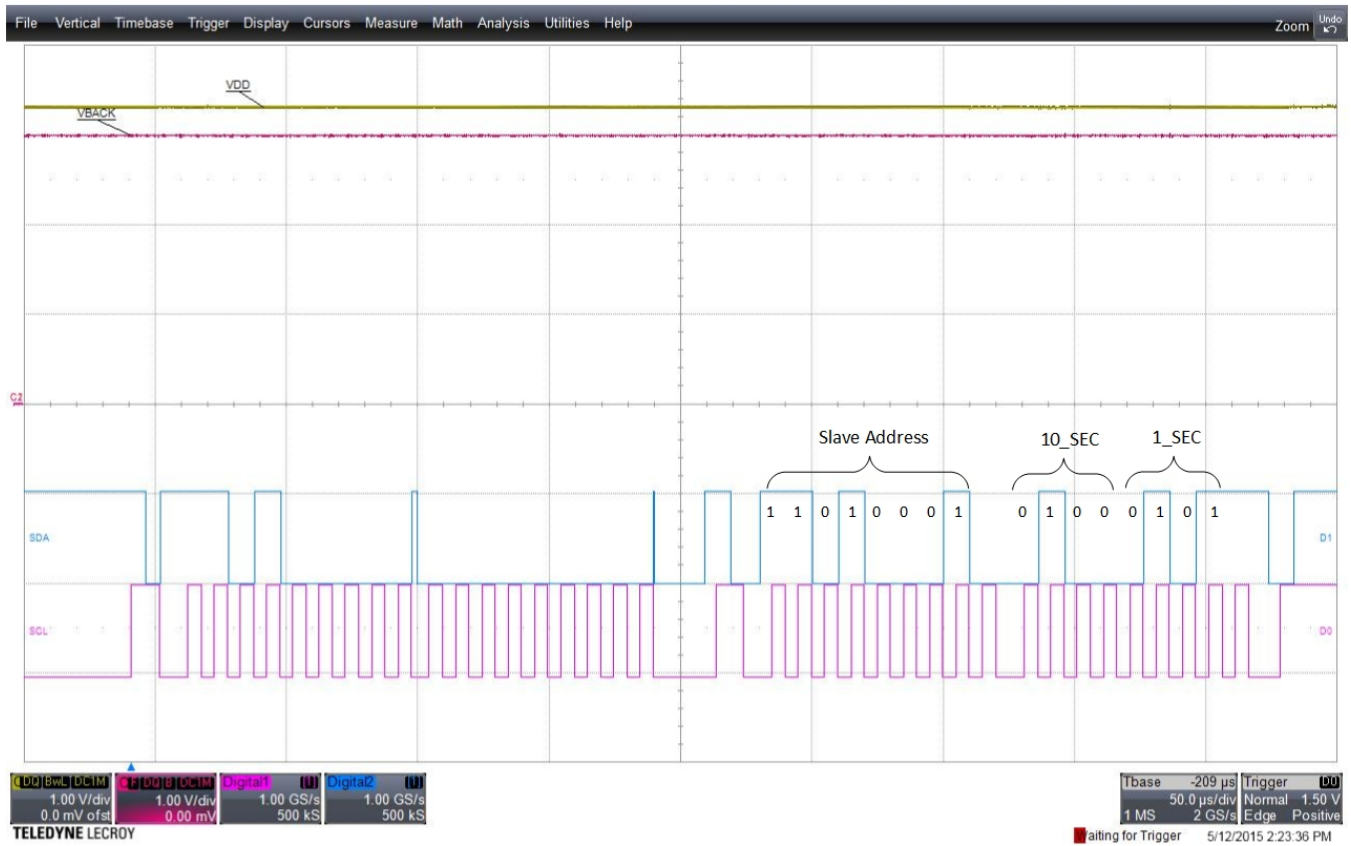 File Vertical Timebase Trigger Display Cursors Measure Math Analysis Utilities Help
Zoom Undo
VDD
VBACK
C2
Slave Address 10_SEC 1_SEC
1 1 0 1 0 0 0 1 0 1 0 0 0 1 0 1
SDA D1
SCL D0
DQ BwL DC1M F DQ B DC1M Digital1 Digital2 Tbase -209 µs Trigger D0
1.00 V/div 1.00 V/div 1.00 GS/s 1.00 GS/s 50.0 µs/div Normal 1.50 V
0.0 mV ofst 0.00 mV 500 kS 500 kS 1 MS 2 GS/s Edge Positive
TELEDYNE LECROY Waiting for Trigger 5/12/2015 2:23:36 PM